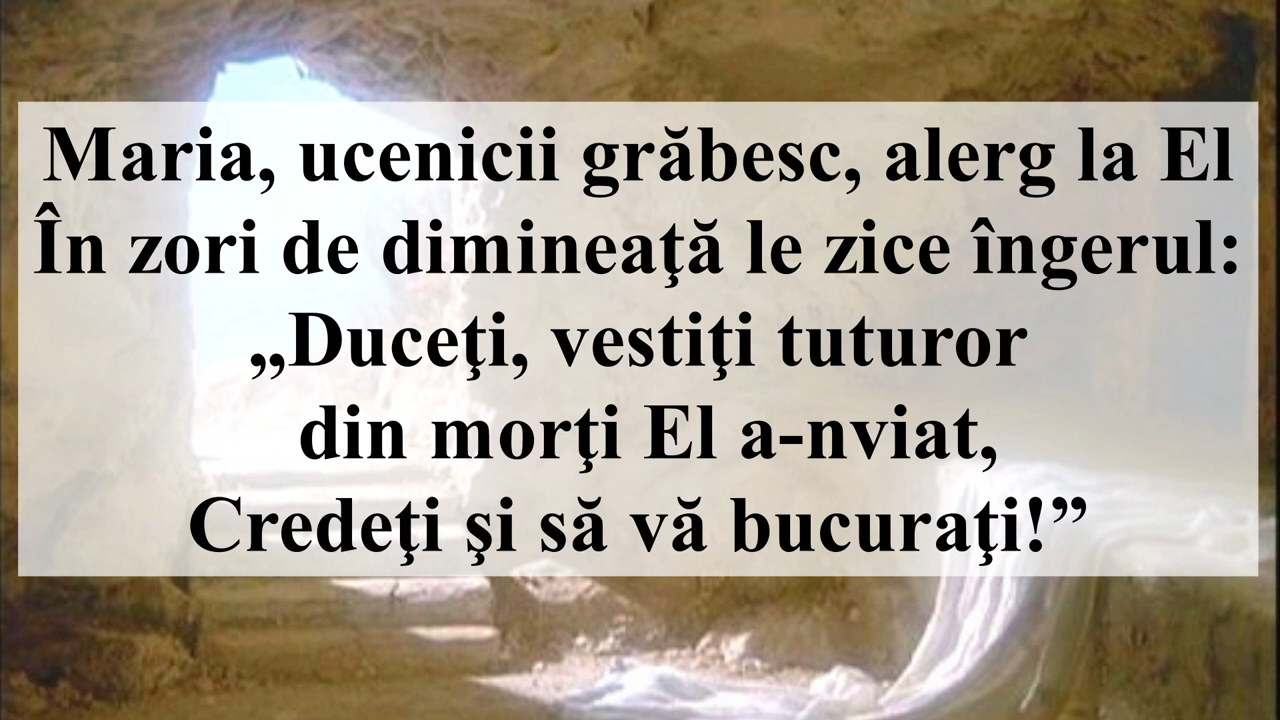 Maria, ucenicii grăbesc, alerg la El
În zori de dimineaţă le zice îngerul:
„Duceţi, vestiţi tuturor
din morţi El a-nviat,
Credeţi şi să vă bucuraţi!”